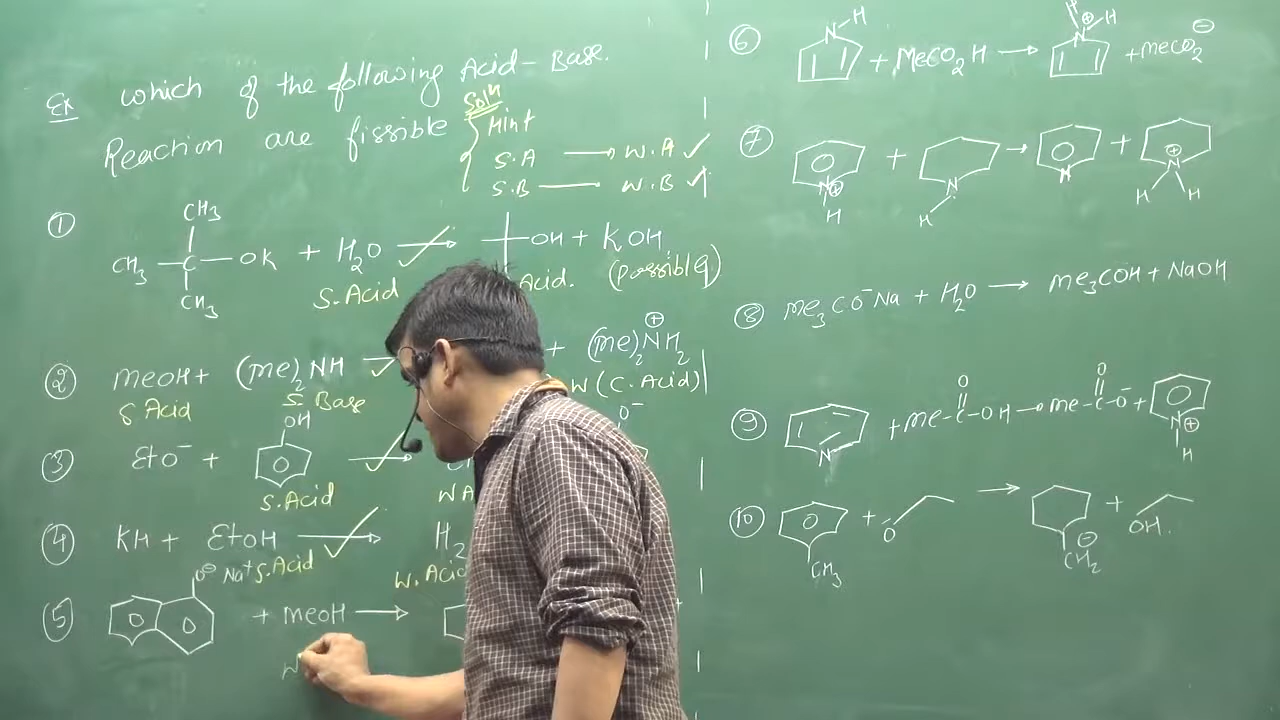 Ex which of the following Acid-Base.
Reaction are fissible
Solⁿ
Hint
S.A → W.A ✓
S.B → W.B ✓
① CH3
CH3 - C - OK + H2O → OH + KOH
CH3
S.Acid Acid. (Possible)
② MeOH + (Me)2NH → + (Me)2NH2 ⊕
S Acid S. Base W (C. Acid)
③ EtO⁻ + OH → O⁻
S.Acid WA
④ KH + EtOH → H2
S.Acid W. Acid
⑤ O⊖ Na⁺ + MeOH →
W
⑥ N H + MeCO2H → N⊕ H H + MeCO2⊖
⑦ N⊕ H + N H → N + N⊕ H H
⑧ Me3CO⁻Na + H2O → Me3COH + NaOH
⑨ N + Me-C(=O)-OH → Me-C(=O)-O⁻ + N⊕ H
⑩ CH3 + O → ⊖ CH2 + OH